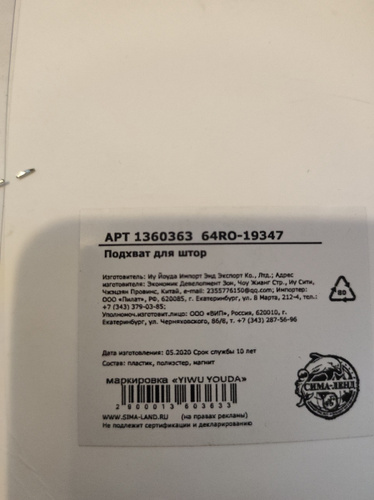 АРТ 1360363 64RO-19347
Подхват для штор
Изготовитель: Иу Йоуда Импорт Энд Экспорт Ко., Лтд.; Адрес
изготовителя: Экономик Девелопмент Зон, Чоу Живнг Стр., Иу Сити,
Чжэцзян Провинс, Китай, e-mail: 2355776150@qq.com; Импортер:
ООО «Пилат», РФ, 620085, г. Екатеринбург, ул. 8 Марта, 212-4, тел.:
+7 (343) 379-03-85;
Уполномоч.изготовит.лицо: ООО «ВИП», Россия, 620010, г.
Екатеринбург, ул. Черняховского, 86/8, т. +7 (343) 287-56-96
80
Дата изготовления: 05.2020 Срок службы 10 лет
Состав: пластик, полиэстер, магнит
маркировка «YIWU YOUDA»
2 000013 603633
WWW.SIMA-LAND.RU (на правах рекламы)
Не подлежит сертификации и декларированию
СИМА-ЛЕНД